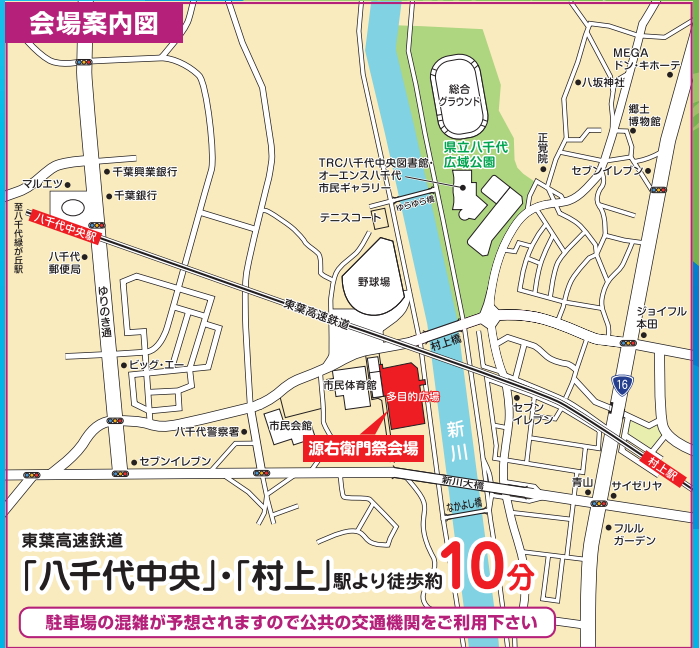 会場案内図
MEGA
ドン・キホーテ
八坂神社
総合
グラウンド
郷土
博物館
県立八千代
広域公園
正覚院
TRC八千代中央図書館・
オーエンス八千代
市民ギャラリー
セブンイレブン
千葉興業銀行
マルエツ
千葉銀行
ゆらゆら橋
テニスコート
至八千代緑が丘駅
八千代中央駅
八千代
郵便局
野球場
ゆりのき通
東葉高速鉄道
ジョイフル
本田
村上橋
ビッグ・エー
市民体育館
多目的広場
16
セブン
イレブン
市民会館
新川
八千代警察署
源右衛門祭会場
セブンイレブン
村上駅
新川大橋
青山
サイゼリヤ
なかよし橋
フルル
ガーデン
東葉高速鉄道
「八千代中央」・「村上」駅より徒歩約10分
駐車場の混雑が予想されますので公共の交通機関をご利用下さい